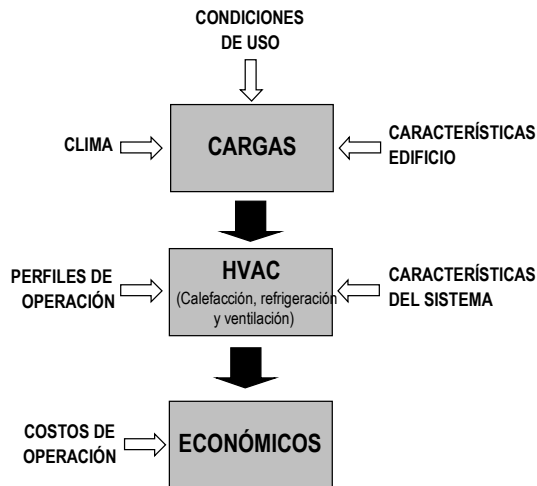 CONDICIONES
DE USO
CLIMA
CARGAS
CARACTERÍSTÍCAS
EDIFICIO
PERFILES DE
OPERACIÓN
HVAC
(Calefacción, refrigeración
y ventilación)
CARACTERÍSTICAS
DEL SISTEMA
COSTOS DE
OPERACIÓN
ECONÓMICOS